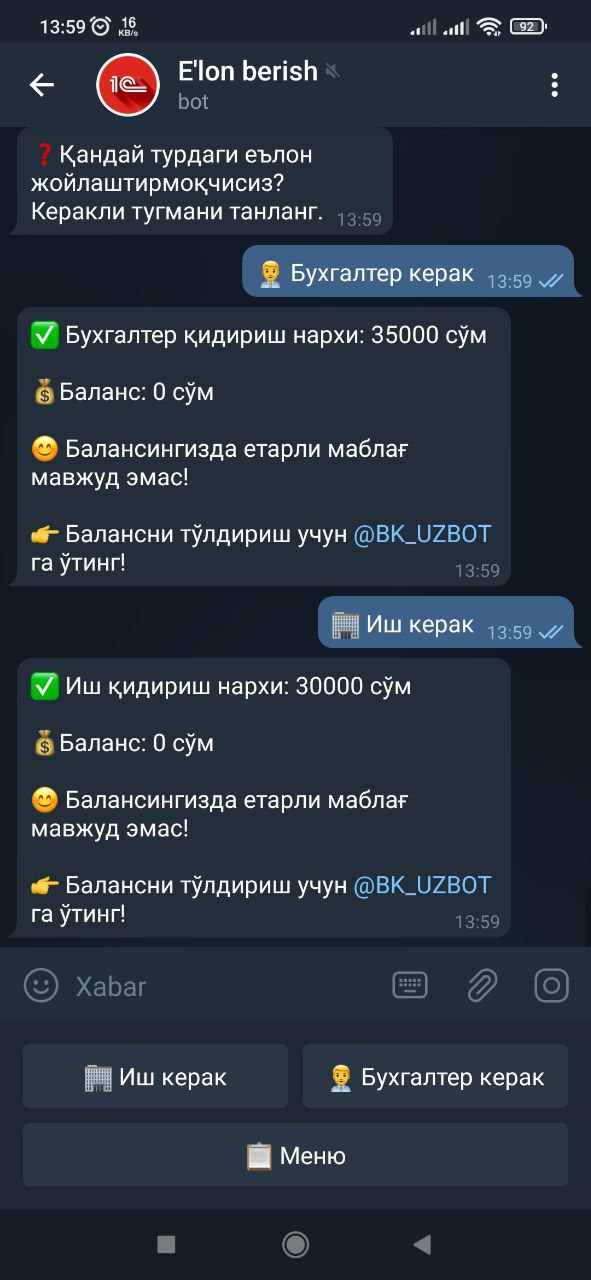 13:59 16 KB/s 92
1C
E'lon berish
bot
❓Қандай турдаги еълон
жойлаштирмоқчисиз?
Керакли тугмани танланг. 13:59
👨‍💼 Бухгалтер керак 13:59
✅ Бухгалтер қидириш нархи: 35000 сўм
💰Баланс: 0 сўм
😊 Балансингизда етарли маблағ
мавжуд эмас!
👉 Балансни тўлдириш учун @BK_UZBOT
га ўтинг! 13:59
🏢 Иш керак 13:59
✅ Иш қидириш нархи: 30000 сўм
💰Баланс: 0 сўм
😊 Балансингизда етарли маблағ
мавжуд эмас!
👉 Балансни тўлдириш учун @BK_UZBOT
га ўтинг! 13:59
Xabar
🏢 Иш керак
👨‍💼 Бухгалтер керак
📋 Меню